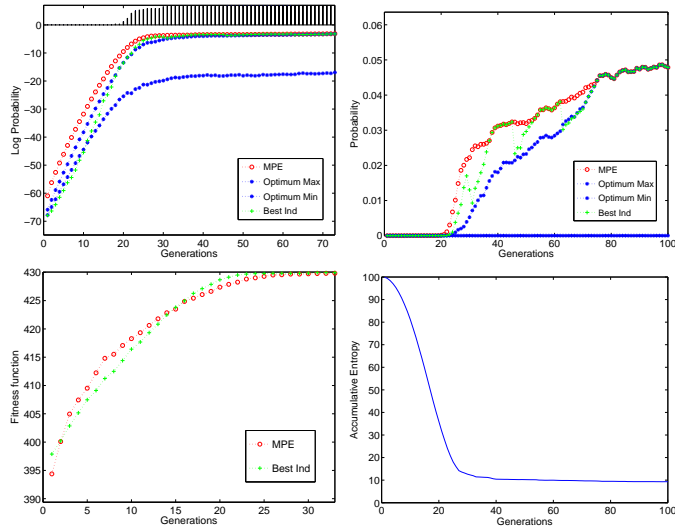 0
−10
−20
−30
−40
−50
−60
−70
Log Probability
0 10 20 30 40 50 60 70
Generations
MPE
Optimum Max
Optimum Min
Best Ind
0.06
0.05
0.04
0.03
0.02
0.01
0
Probability
0 20 40 60 80 100
Generations
MPE
Optimum Max
Optimum Min
Best Ind
430
425
420
415
410
405
400
395
390
Fitness function
0 5 10 15 20 25 30
Generations
MPE
Best Ind
100
90
80
70
60
50
40
30
20
10
0
Accumulative Entropy
0 20 40 60 80 100
Generations